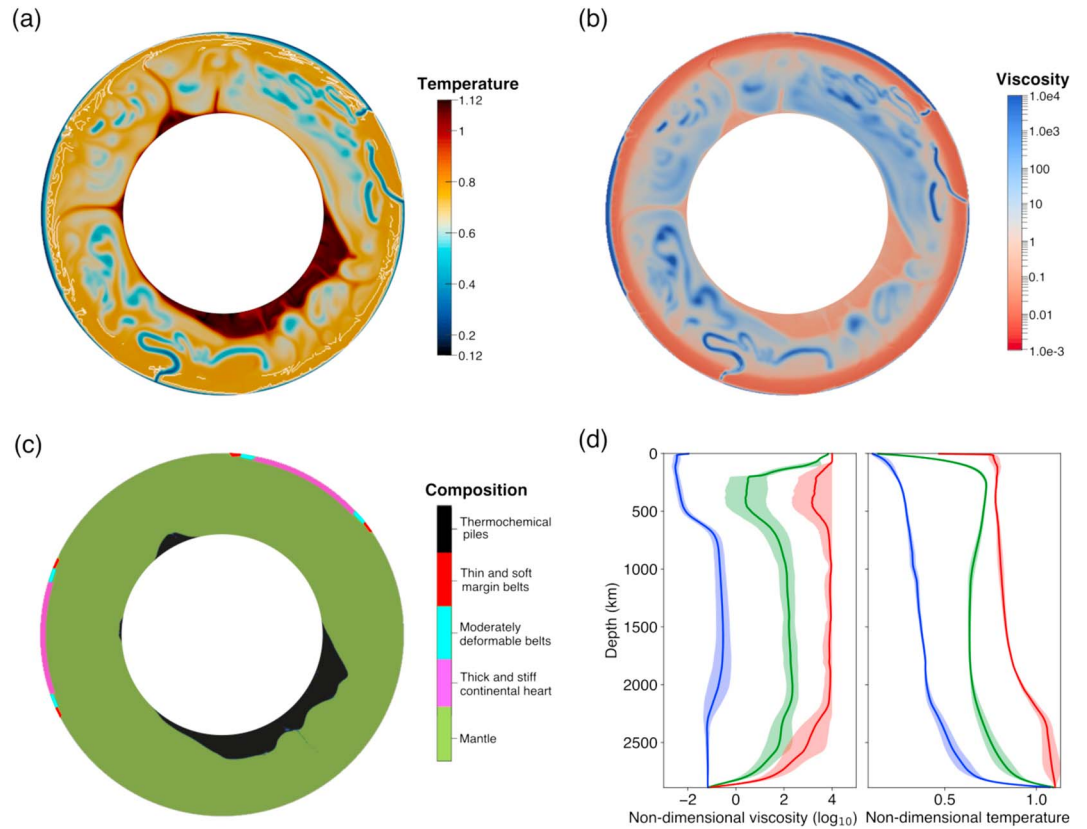 (a)
Temperature
1.12
1
0.8
0.6
0.4
0.2
0.12
(b)
Viscosity
1.0e4
1.0e3
100
10
1
0.1
0.01
1.0e-3
(c)
Composition
Thermochemical
piles
Thin and soft
margin belts
Moderately
deformable belts
Thick and stiff
continental heart
Mantle
(d)
0
500
1000
1500
2000
2500
Depth (km)
−2
0
2
4
Non-dimensional viscosity (log10)
0.5
1.0
Non-dimensional temperature